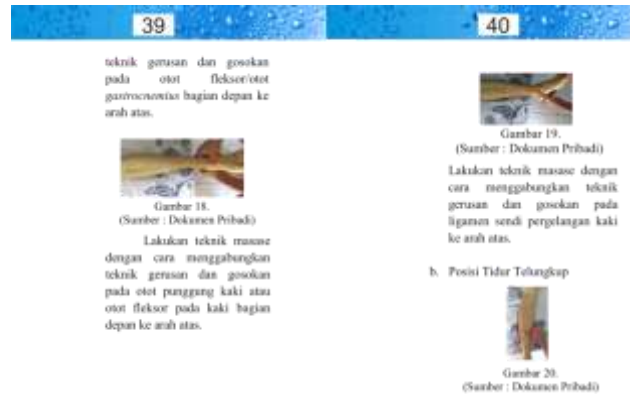 39
teknik gerusan dan gosokan
pada otot fleksor/otot
gastrocnemius bagian depan ke
arah atas.
Gambar 18.
(Sumber : Dokumen Pribadi)
Lakukan teknik masase
dengan cara menggabungkan
teknik gerusan dan gosokan
pada otot punggung kaki atau
otot fleksor pada kaki bagian
depan ke arah atas.
40
Gambar 19.
(Sumber : Dokumen Pribadi)
Lakukan teknik masase dengan
cara menggabungkan teknik
gerusan dan gosokan pada
ligamen sendi pergelangan kaki
ke arah atas.
b. Posisi Tidur Telungkup
Gambar 20.
(Sumber : Dokumen Pribadi)